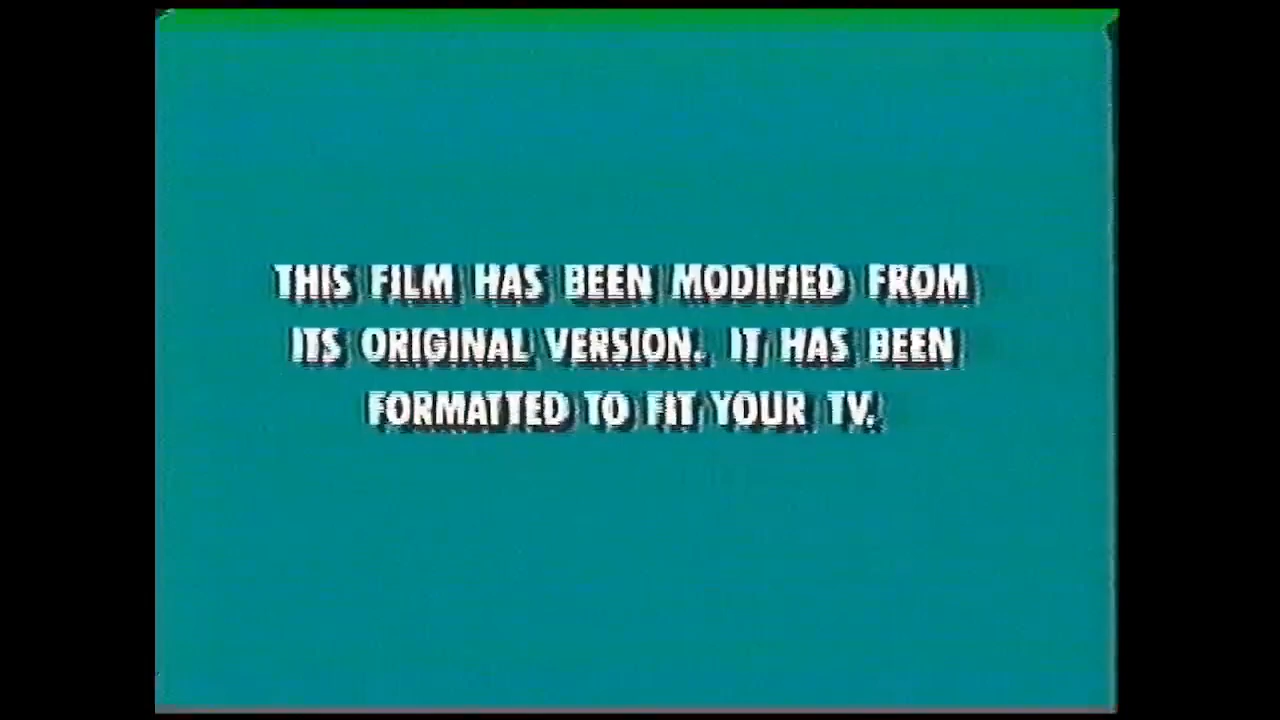 THIS FILM HAS BEEN MODIFIED FROM
ITS ORIGINAL VERSION. IT HAS BEEN
FORMATTED TO FIT YOUR TV.